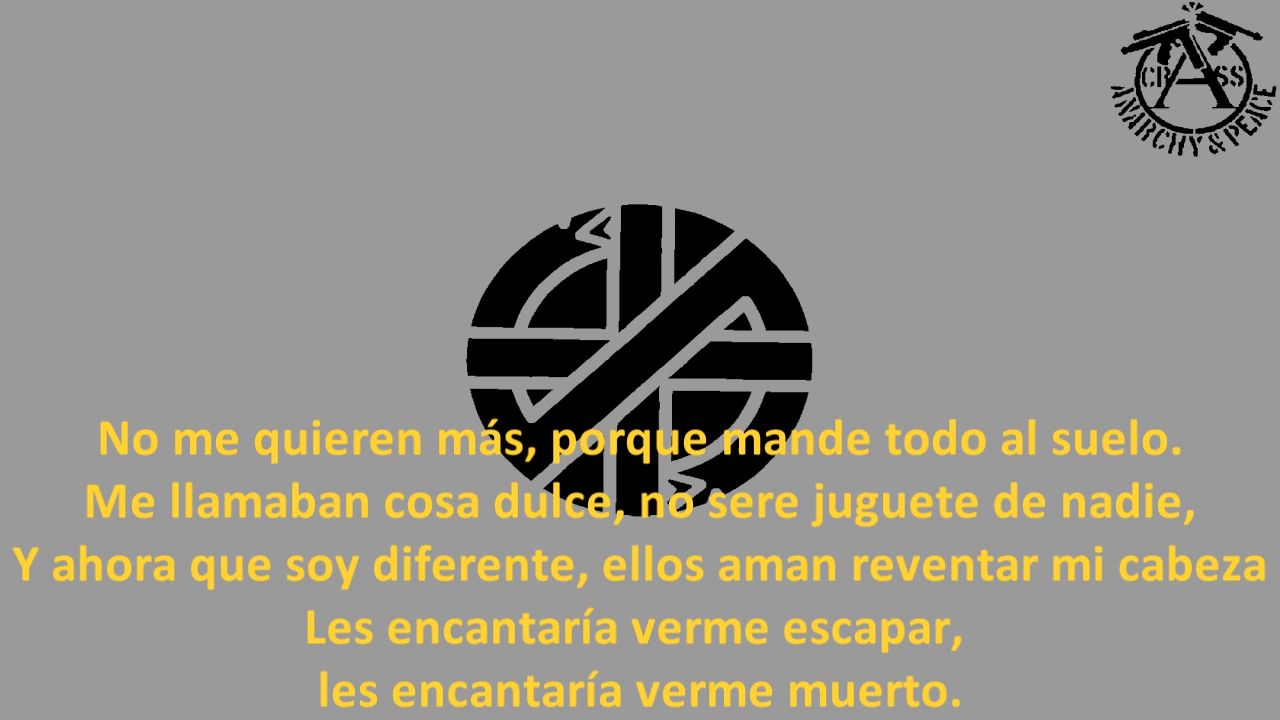 CRASS
ANARCHY & PEACE
No me quieren más, porque mande todo al suelo.
Me llamaban cosa dulce, no sere juguete de nadie,
Y ahora que soy diferente, ellos aman reventar mi cabeza
Les encantaría verme escapar,
les encantaría verme muerto.